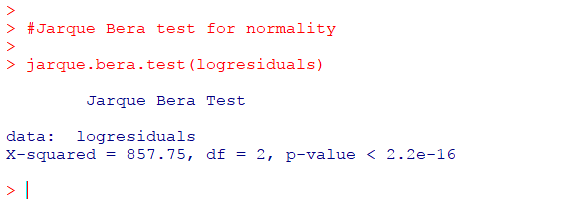 >
> #Jarque Bera test for normality
>
> jarque.bera.test(logresiduals)
Jarque Bera Test
data:  logresiduals
X-squared = 857.75, df = 2, p-value < 2.2e-16
>